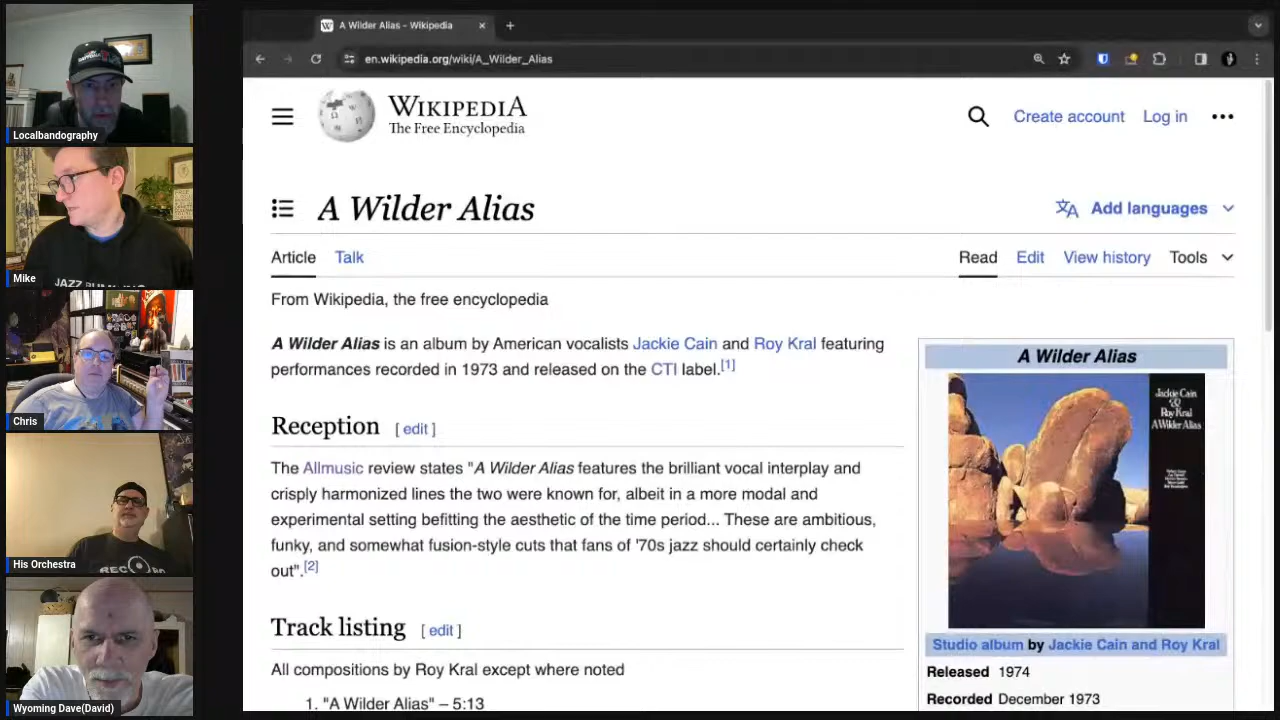 Localbandography
Mike
JAZZ
Chris
His Orchestra
REC RD
Wyoming Dave(David)
A Wilder Alias - Wikipedia
en.wikipedia.org/wiki/A_Wilder_Alias
WIKIPEDIA
The Free Encyclopedia
Create account Log in
A Wilder Alias
Add languages
Article Talk
Read Edit View history Tools
From Wikipedia, the free encyclopedia
A Wilder Alias is an album by American vocalists Jackie Cain and Roy Kral featuring
performances recorded in 1973 and released on the CTI label.[1]
Reception [ edit ]
The Allmusic review states "A Wilder Alias features the brilliant vocal interplay and
crisply harmonized lines the two were known for, albeit in a more modal and
experimental setting befitting the aesthetic of the time period... These are ambitious,
funky, and somewhat fusion-style cuts that fans of '70s jazz should certainly check
out".[2]
Track listing [ edit ]
All compositions by Roy Kral except where noted
1. "A Wilder Alias" – 5:13
A Wilder Alias
Jackie Cain
&
Roy Kral
A Wilder Alias
Studio album by Jackie Cain and Roy Kral
Released 1974
Recorded December 1973